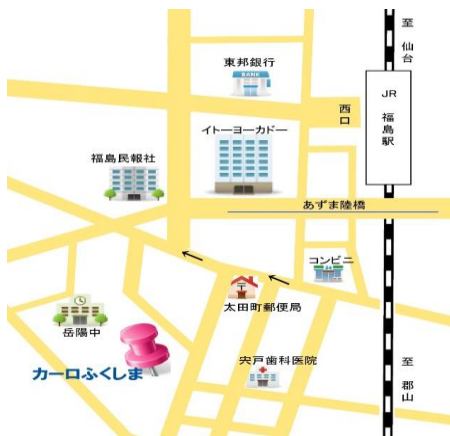 至
仙台
東邦銀行
BANK
JR
福島駅
西口
イトーヨーカドー
福島民報社
あずま陸橋
コンビニ
〒
太田町郵便局
岳陽中
宍戸歯科医院
カーロふくしま
至
郡山